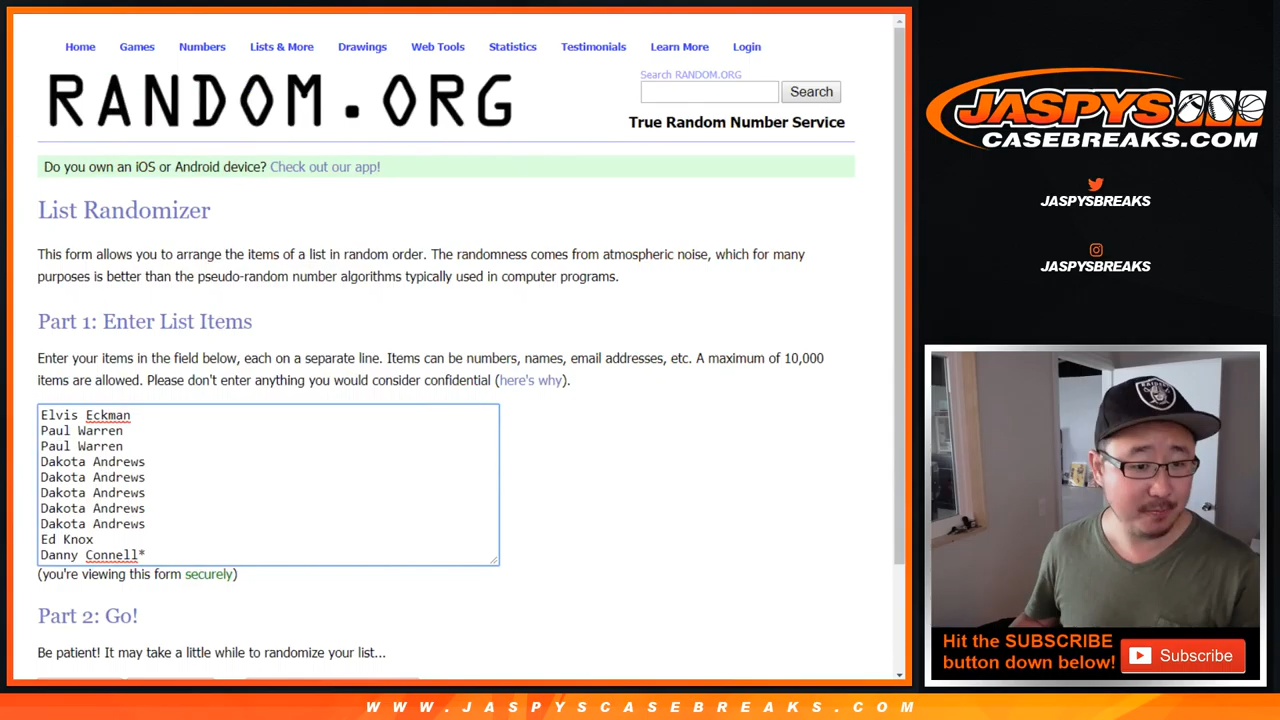 Home Games Numbers Lists & More Drawings Web Tools Statistics Testimonials Learn More Login
RANDOM.ORG
Search RANDOM.ORG
Search
True Random Number Service
Do you own an iOS or Android device? Check out our app!
List Randomizer
This form allows you to arrange the items of a list in random order. The randomness comes from atmospheric noise, which for many
purposes is better than the pseudo-random number algorithms typically used in computer programs.
Part 1: Enter List Items
Enter your items in the field below, each on a separate line. Items can be numbers, names, email addresses, etc. A maximum of 10,000
items are allowed. Please don't enter anything you would consider confidential (here's why).
Elvis Eckman
Paul Warren
Paul Warren
Dakota Andrews
Dakota Andrews
Dakota Andrews
Dakota Andrews
Dakota Andrews
Ed Knox
Danny Connell*
(you're viewing this form securely)
Part 2: Go!
Be patient! It may take a little while to randomize your list...
JASPYS
CASEBREAKS.COM
JASPYSBREAKS
JASPYSBREAKS
RAIDERS
Hit the SUBSCRIBE
button down below!
Subscribe
WWW.JASPYSCASEBREAKS.COM